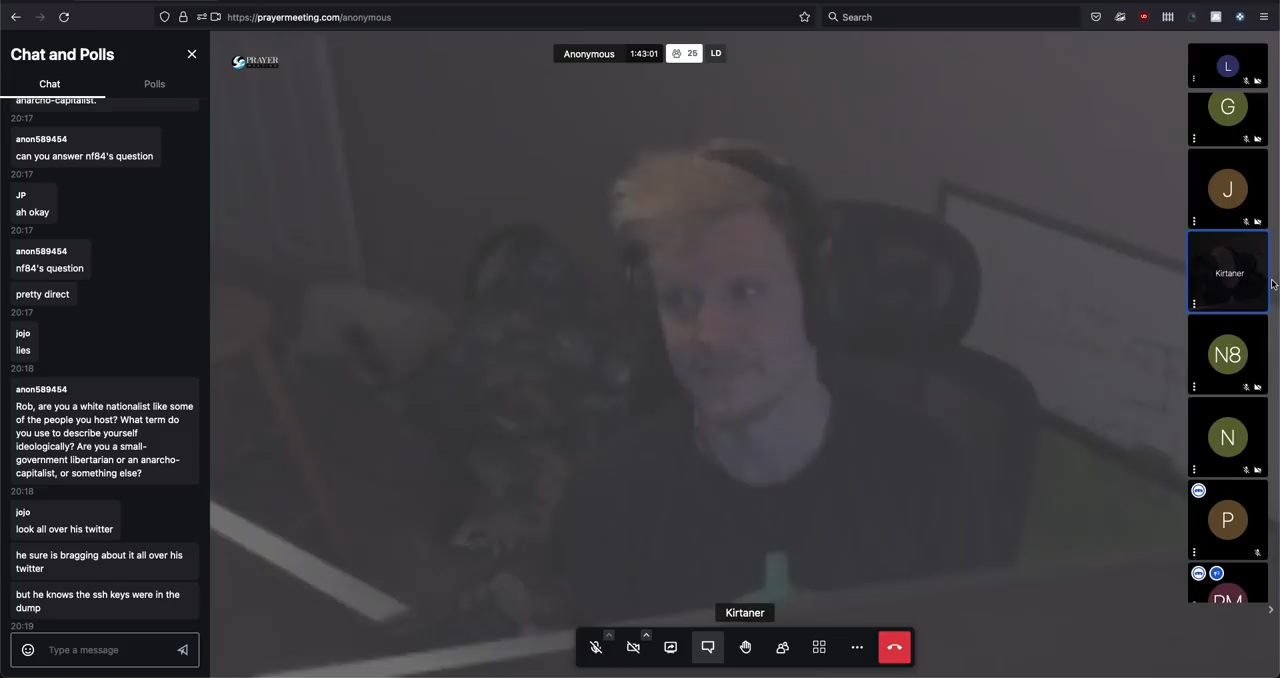 https://prayermeeting.com/anonymous
Search
Chat and Polls
Chat
Polls
anarcho-capitalist.
20:17
anon589454
can you answer nf84's question
20:17
JP
ah okay
20:17
anon589454
nf84's question
pretty direct
20:17
jojo
lies
20:18
anon589454
Rob, are you a white nationalist like some
of the people you host? What term do
you use to describe yourself
ideologically? Are you a small-
government libertarian or an anarcho-
capitalist, or something else?
20:18
jojo
look all over his twitter
he sure is bragging about it all over his
twitter
but he knows the ssh keys were in the
dump
20:19
Type a message
PRAYER
Anonymous 1:43:01 25 LD
Kirtaner
L
G
J
Kirtaner
N8
N
P
PM